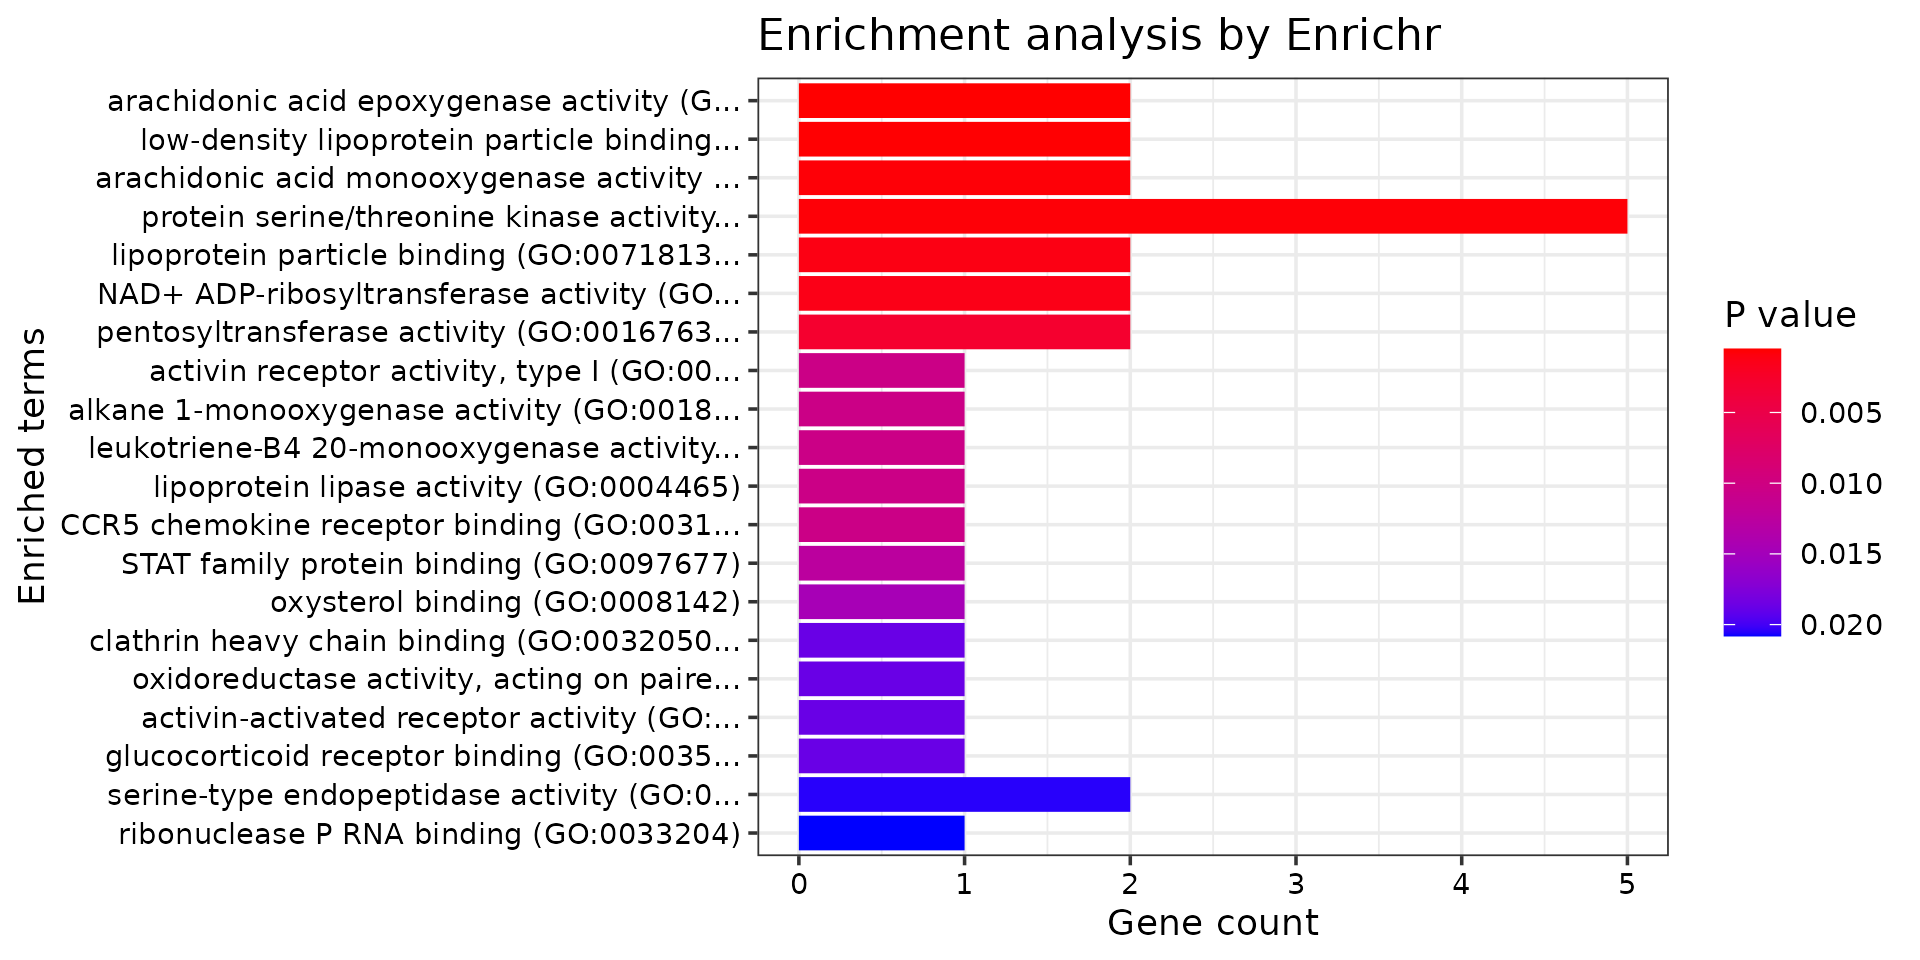 Enrichment analysis by Enrichr
Enriched terms
arachidonic acid epoxygenase activity (G...
low-density lipoprotein particle binding...
arachidonic acid monooxygenase activity ...
protein serine/threonine kinase activity...
lipoprotein particle binding (GO:0071813...
NAD+ ADP-ribosyltransferase activity (GO...
pentosyltransferase activity (GO:0016763...
activin receptor activity, type I (GO:00...
alkane 1-monooxygenase activity (GO:0018...
leukotriene-B4 20-monooxygenase activity...
lipoprotein lipase activity (GO:0004465)
CCR5 chemokine receptor binding (GO:0031...
STAT family protein binding (GO:0097677)
oxysterol binding (GO:0008142)
clathrin heavy chain binding (GO:0032050...
oxidoreductase activity, acting on paire...
activin-activated receptor activity (GO:...
glucocorticoid receptor binding (GO:0035...
serine-type endopeptidase activity (GO:0...
ribonuclease P RNA binding (GO:0033204)
0 1 2 3 4 5
Gene count
P value
0.005
0.010
0.015
0.020